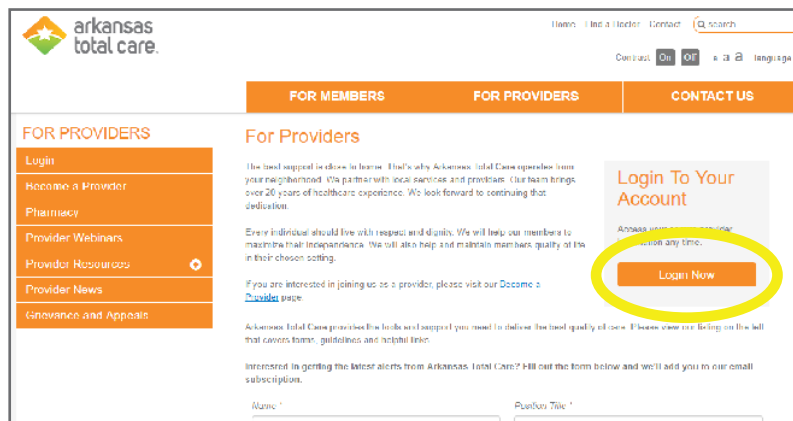 arkansas
total care.
Home Find a Doctor Contact search
Contrast On Off a a a language
FOR MEMBERS FOR PROVIDERS CONTACT US
FOR PROVIDERS
Login
Become a Provider
Pharmacy
Provider Webinars
Provider Resources
Provider News
Grievance and Appeals
For Providers
The best support is close to home. That's why Arkansas Total Care operates from
your neighborhood. We partner with local services and providers. Our team brings
over 20 years of healthcare experience. We look forward to continuing that
dedication.
Every individual should live with respect and dignity. We will help our members to
maximize their independence. We will also help and maintain members quality of life
in their chosen setting.
If you are interested in joining us as a provider, please visit our Become a
Provider page.
Login To Your
Account
Access your provider
any time.
Login Now
Arkansas Total Care provides the tools and support you need to deliver the best quality of care. Please view our listing on the left
that covers forms, guidelines and helpful links.
Interested in getting the latest alerts from Arkansas Total Care? Fill out the form below and we'll add you to our email
subscription.
Name * Position Title *